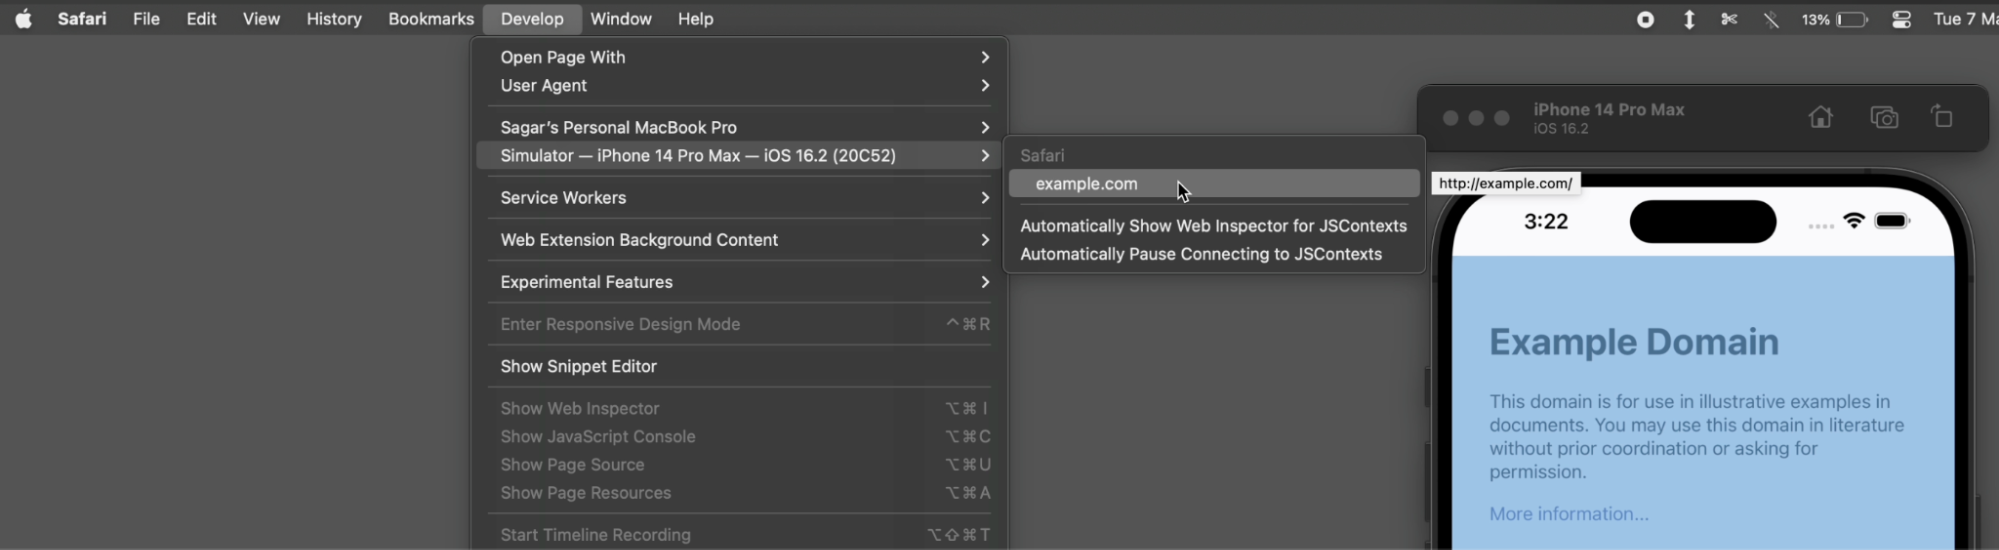 Safari File Edit View History Bookmarks Develop Window Help 13% Tue 7 Ma
Open Page With
User Agent
Sagar's Personal MacBook Pro
Simulator — iPhone 14 Pro Max — iOS 16.2 (20C52)
Service Workers
Web Extension Background Content
Experimental Features
Enter Responsive Design Mode ^⌘R
Show Snippet Editor
Show Web Inspector ⌥⌘I
Show JavaScript Console ⌥⌘C
Show Page Source ⌥⌘U
Show Page Resources ⌥⌘A
Start Timeline Recording ⌥⇧⌘T
Safari
example.com
Automatically Show Web Inspector for JSContexts
Automatically Pause Connecting to JSContexts
http://example.com/
iPhone 14 Pro Max
iOS 16.2
3:22
Example Domain
This domain is for use in illustrative examples in
documents. You may use this domain in literature
without prior coordination or asking for
permission.
More information...